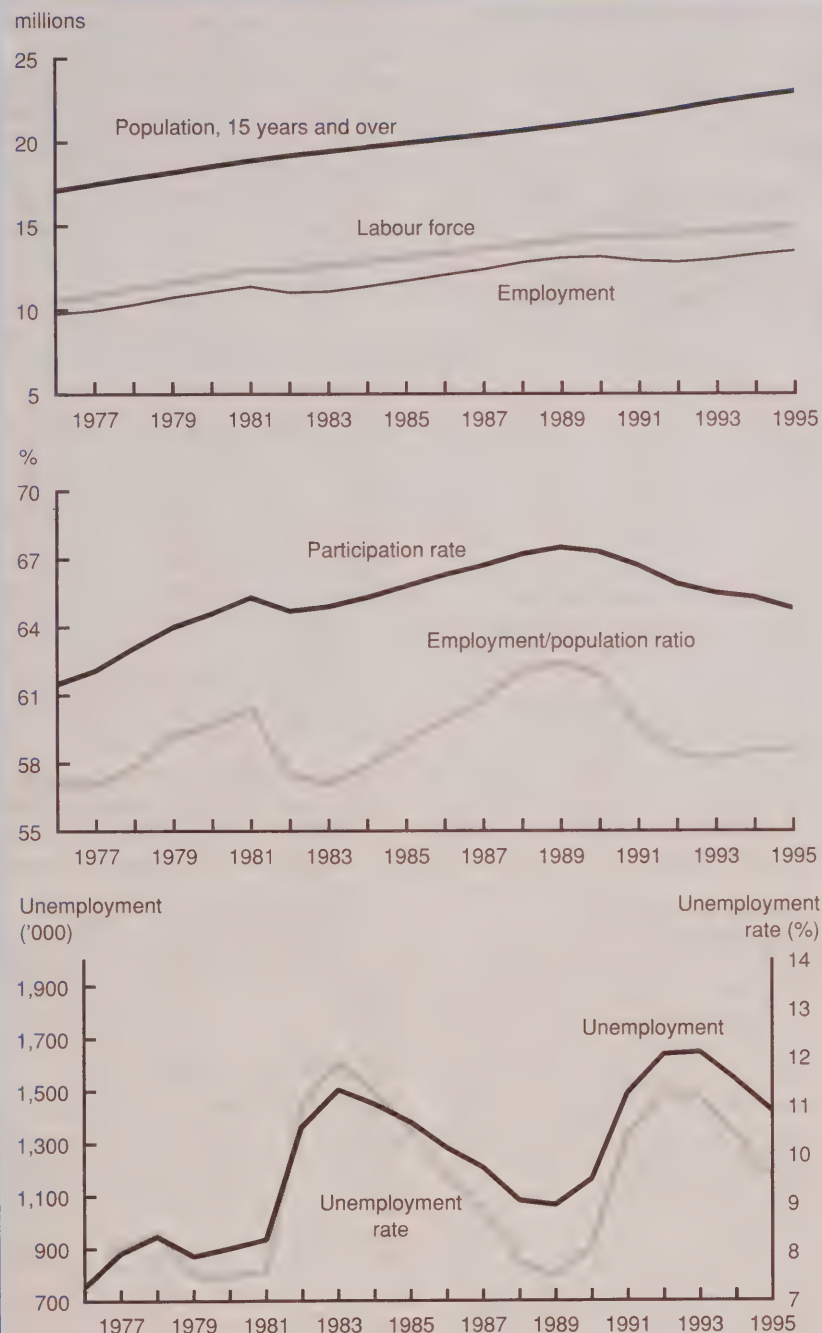 millions
25
Population, 15 years and over
20
Labour force
15
Employment
10
5
1977 1979 1981 1983 1985 1987 1989 1991 1993 1995
%
70
Participation rate
67
64
Employment/population ratio
61
58
55
1977 1979 1981 1983 1985 1987 1989 1991 1993 1995
Unemployment Unemployment
('000) rate (%)
14
1,900
13
1,700 Unemployment
12
1,500
11
1,300
10
1,100 Unemployment
rate
9
900
8
700 7
1977 1979 1981 1983 1985 1987 1989 1991 1993 1995